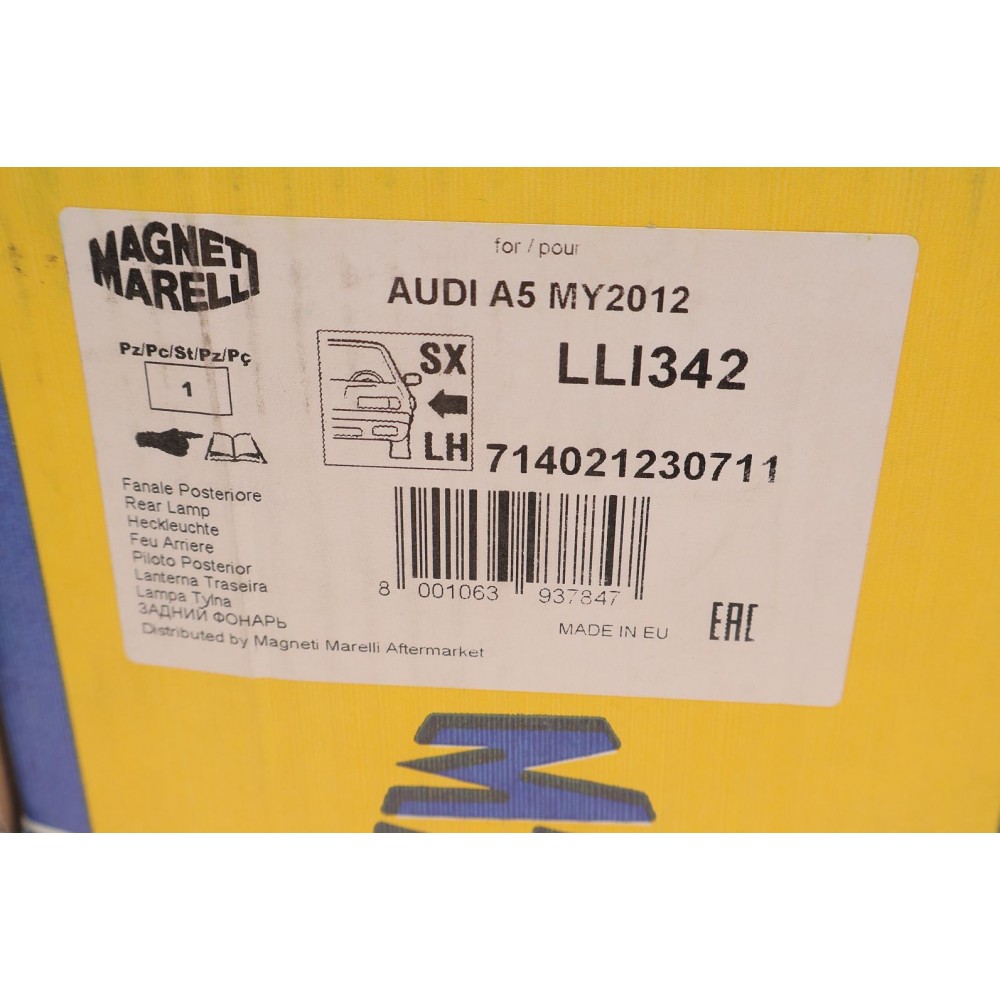 MAGNETI
MARELLI
for / pour
AUDI A5 MY2012
Pz/Pc/St/Pz/Pç
1
SX
LH
LLI342
714021230711
Fanale Posteriore
Rear Lamp
Heckleuchte
Feu Arriere
Piloto Posterior
Lanterna Traseira
Lampa Tylna
ЗАДНИЙ ФОНАРЬ
Distributed by Magneti Marelli Aftermarket
8 001063 937847
MADE IN EU
EAC